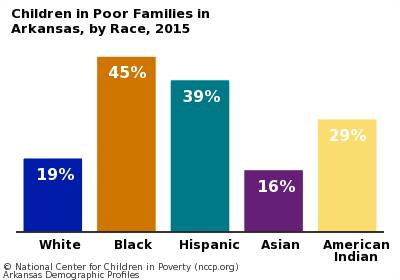 Children in Poor Families in
Arkansas, by Race, 2015
45%
39%
29%
19%
16%
White Black Hispanic Asian American
Indian
© National Center for Children in Poverty (nccp.org)
Arkansas Demographic Profiles